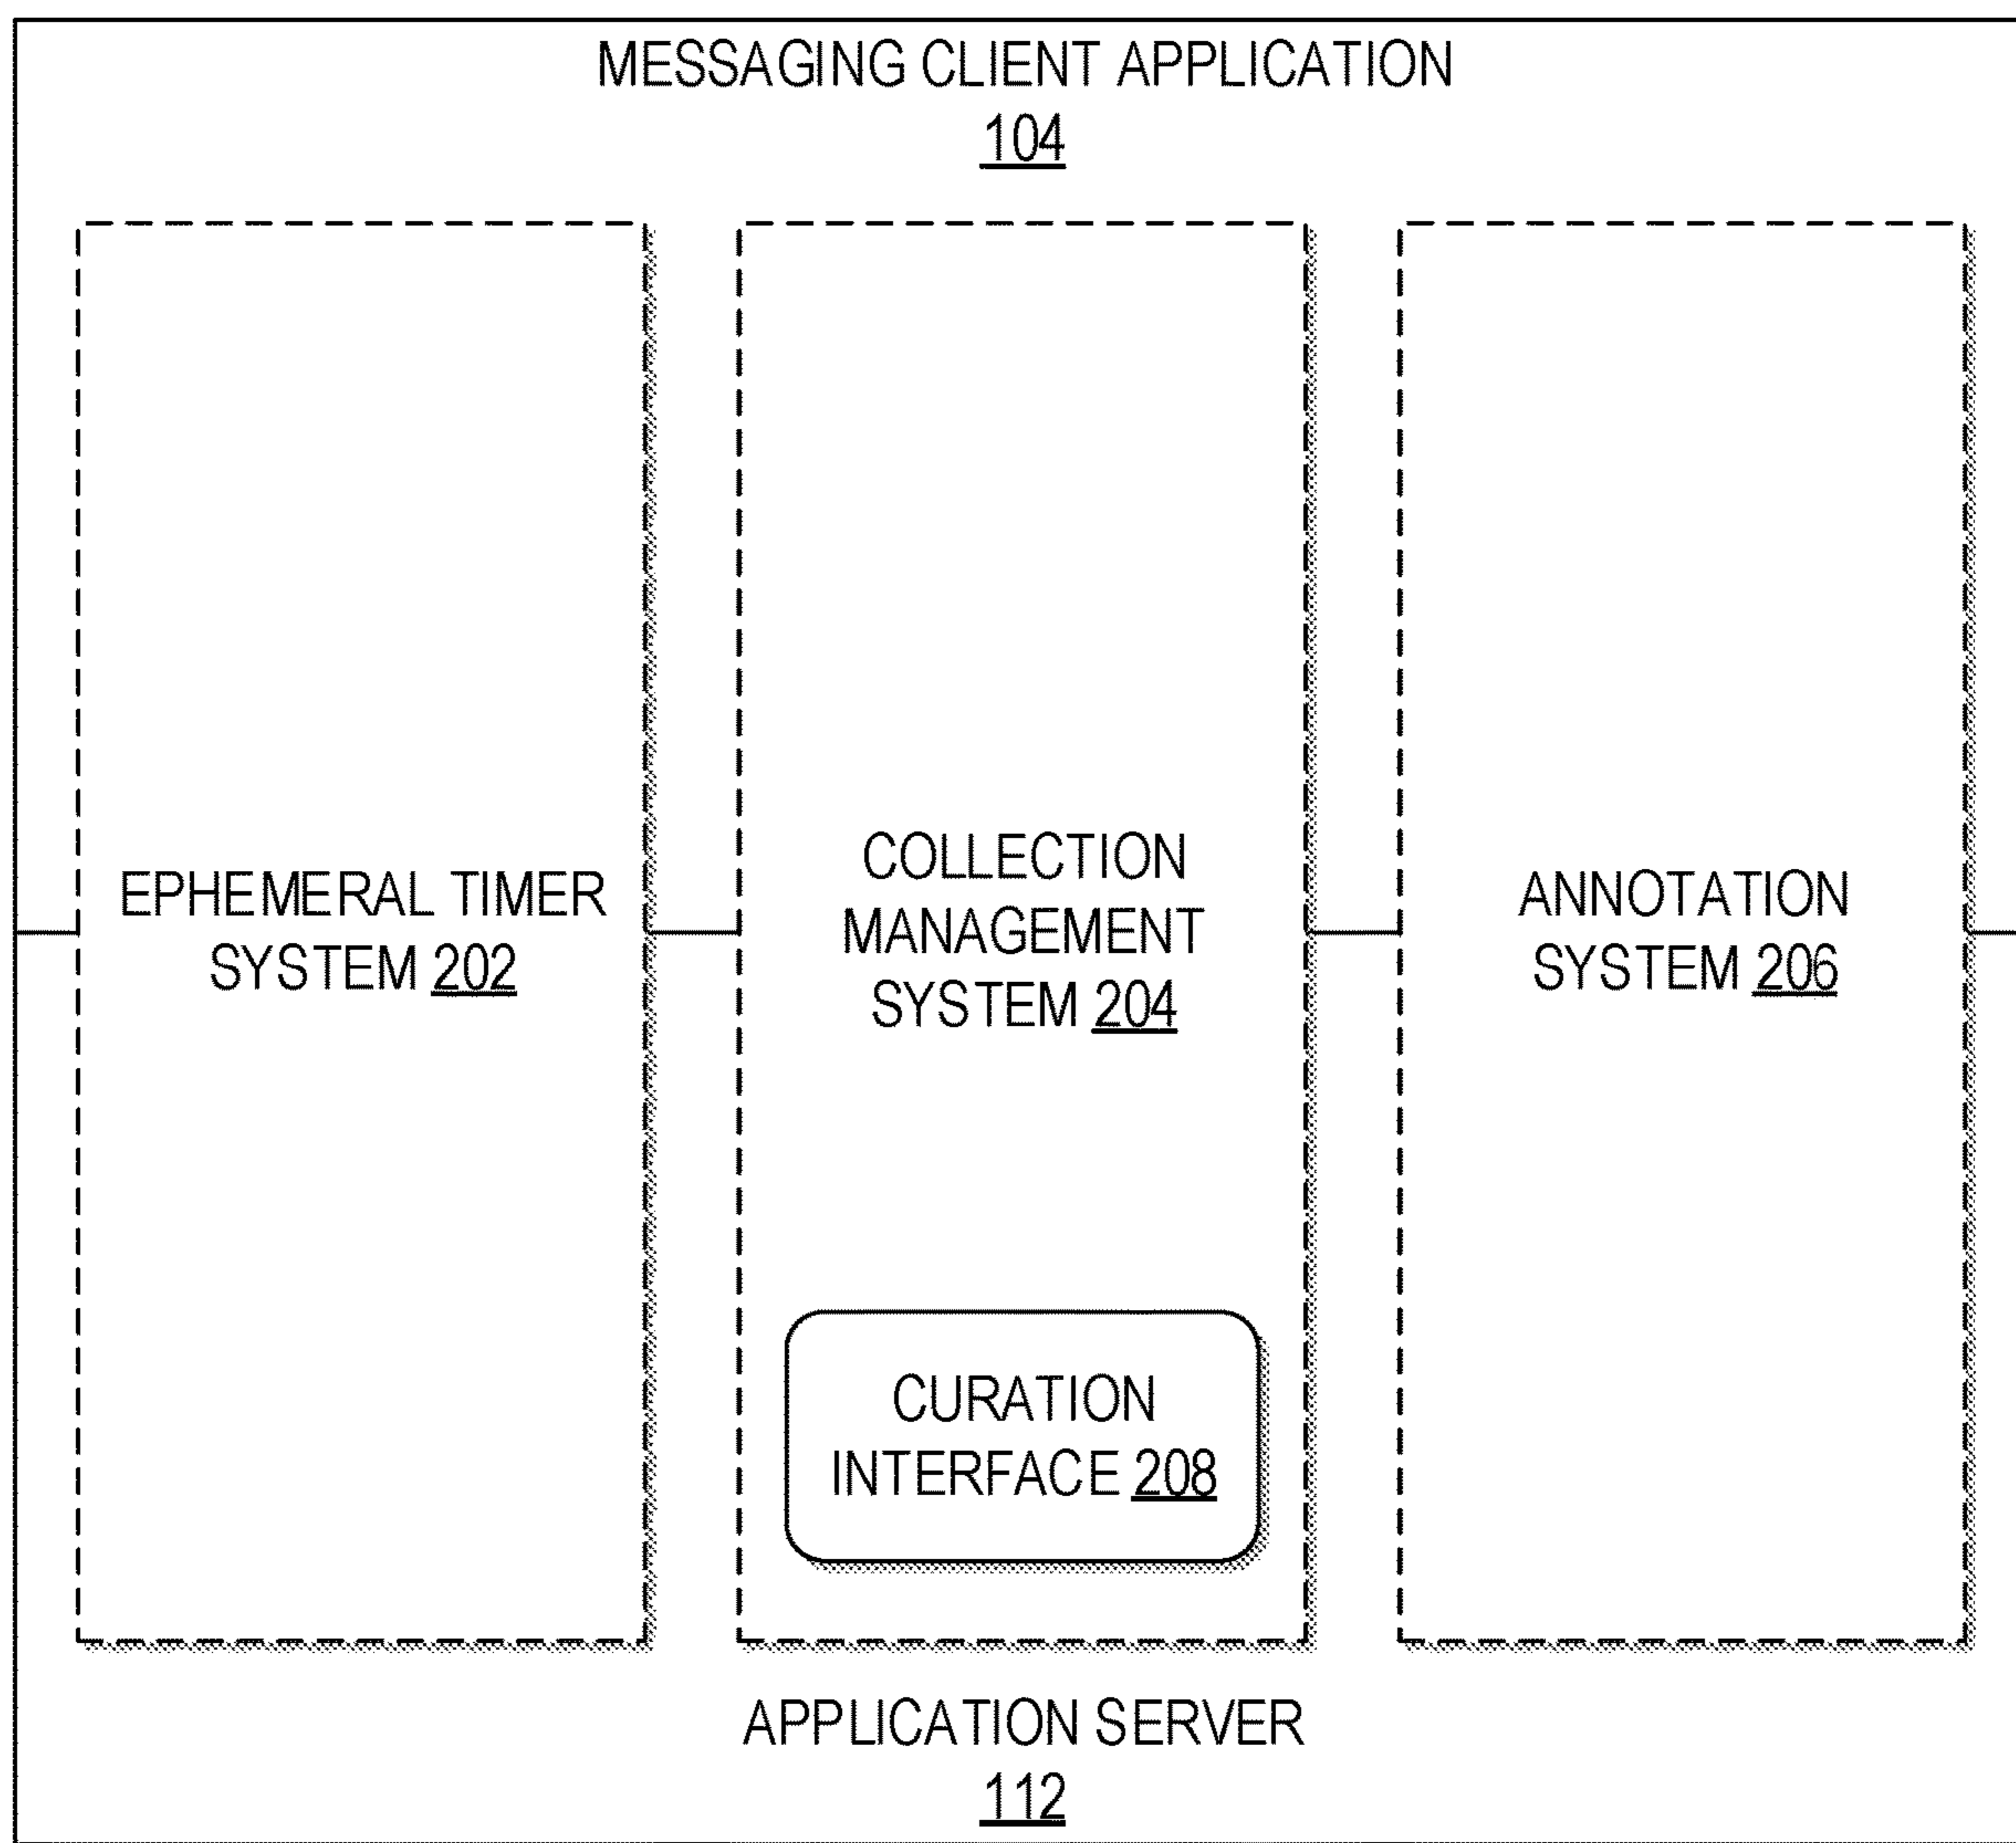 MESSAGING CLIENT APPLICATION
104
EPHEMERAL TIMER
SYSTEM 202
COLLECTION
MANAGEMENT
SYSTEM 204
CURATION
INTERFACE 208
ANNOTATION
SYSTEM 206
APPLICATION SERVER
112